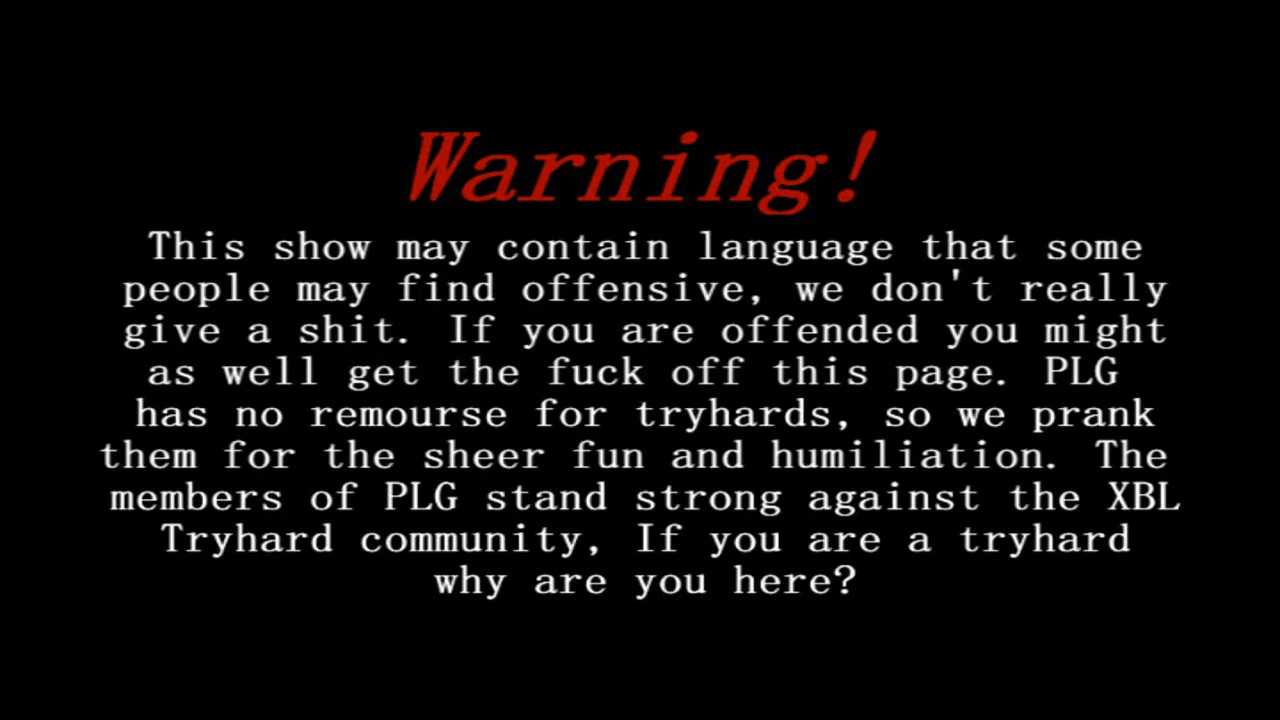 Warning!
This show may contain language that some
people may find offensive, we don't really
give a shit. If you are offended you might
as well get the fuck off this page. PLG
has no remourse for tryhards, so we prank
them for the sheer fun and humiliation. The
members of PLG stand strong against the XBL
Tryhard community, If you are a tryhard
why are you here?